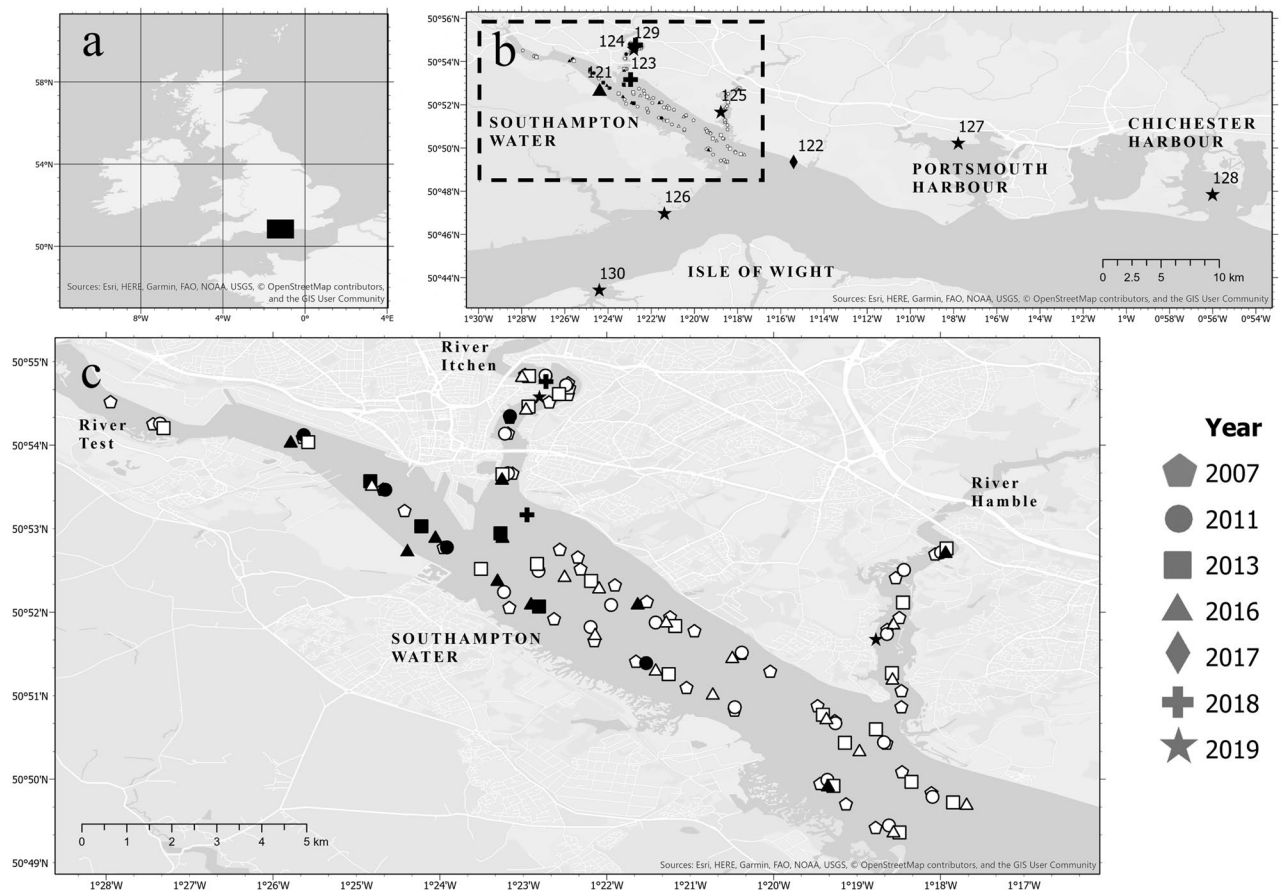 a
58°N
54°N
50°N
Sources: Esri, HERE, Garmin, FAO, NOAA, USGS, © OpenStreetMap contributors,
and the GIS User Community
8°W 4°W 0° 4°E
b
50°56'N
50°54'N
50°52'N
50°50'N
50°48'N
50°46'N
50°44'N
124 129
123
121
125
SOUTHAMPTON
WATER
122
127
PORTSMOUTH
HARBOUR
CHICHESTER
HARBOUR
128
126
130
ISLE OF WIGHT
0 2.5 5 10 km
Sources: Esri, HERE, Garmin, FAO, NOAA, USGS, © OpenStreetMap contributors, and the GIS User Community
1°30'W 1°28'W 1°26'W 1°24'W 1°22'W 1°20'W 1°18'W 1°16'W 1°14'W 1°12'W 1°10'W 1°8'W 1°6'W 1°4'W 1°2'W 1°W 0°58'W 0°56'W 0°54'W
c
50°55'N
50°54'N
50°53'N
50°52'N
50°51'N
50°50'N
50°49'N
River
Itchen
River
Test
River
Hamble
SOUTHAMPTON
WATER
0 1 2 3 4 5 km
Sources: Esri, HERE, Garmin, FAO, NOAA, USGS, © OpenStreetMap contributors, and the GIS User Community
1°28'W 1°27'W 1°26'W 1°25'W 1°24'W 1°23'W 1°22'W 1°21'W 1°20'W 1°19'W 1°18'W 1°17'W
Year
2007
2011
2013
2016
2017
2018
2019